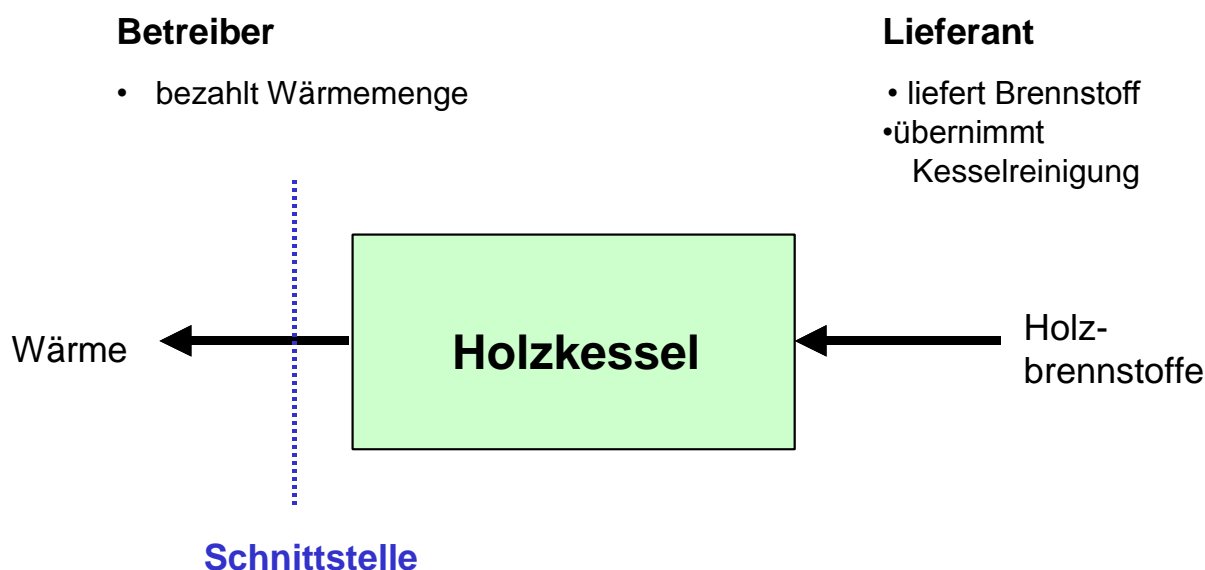 Betreiber
• bezahlt Wärmemenge
Lieferant
• liefert Brennstoff
•übernimmt
Kesselreinigung
Wärme
Holzkessel
Holz-
brennstoffe
Schnittstelle